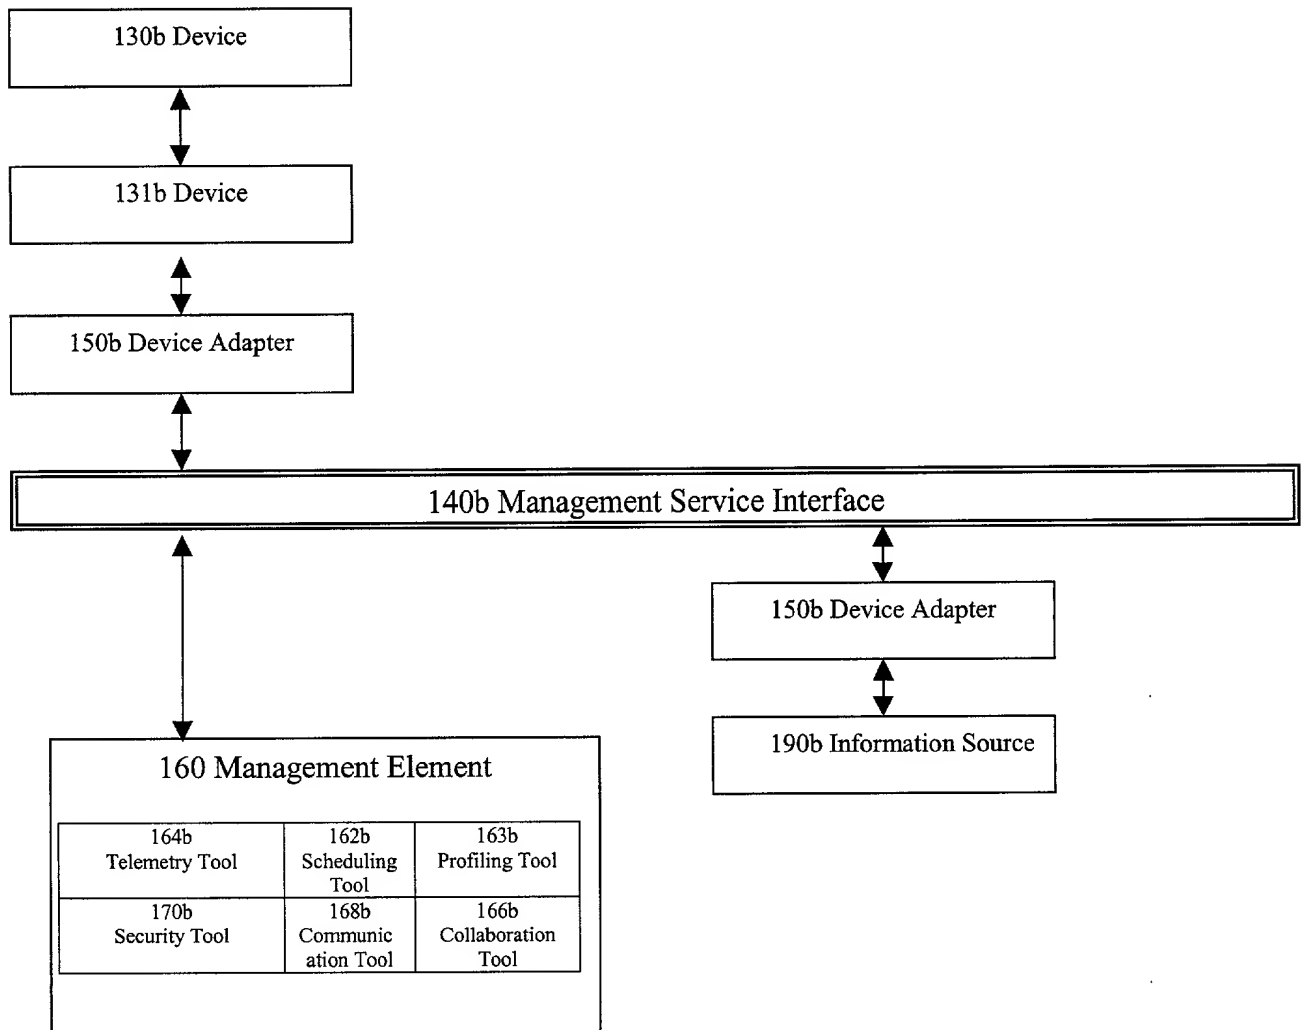 130b Device
131b Device
150b Device Adapter
140b Management Service Interface
150b Device Adapter
190b Information Source
160 Management Element
164b
Telemetry Tool
162b
Scheduling
Tool
163b
Profiling Tool
170b
Security Tool
168b
Communic
ation Tool
166b
Collaboration
Tool